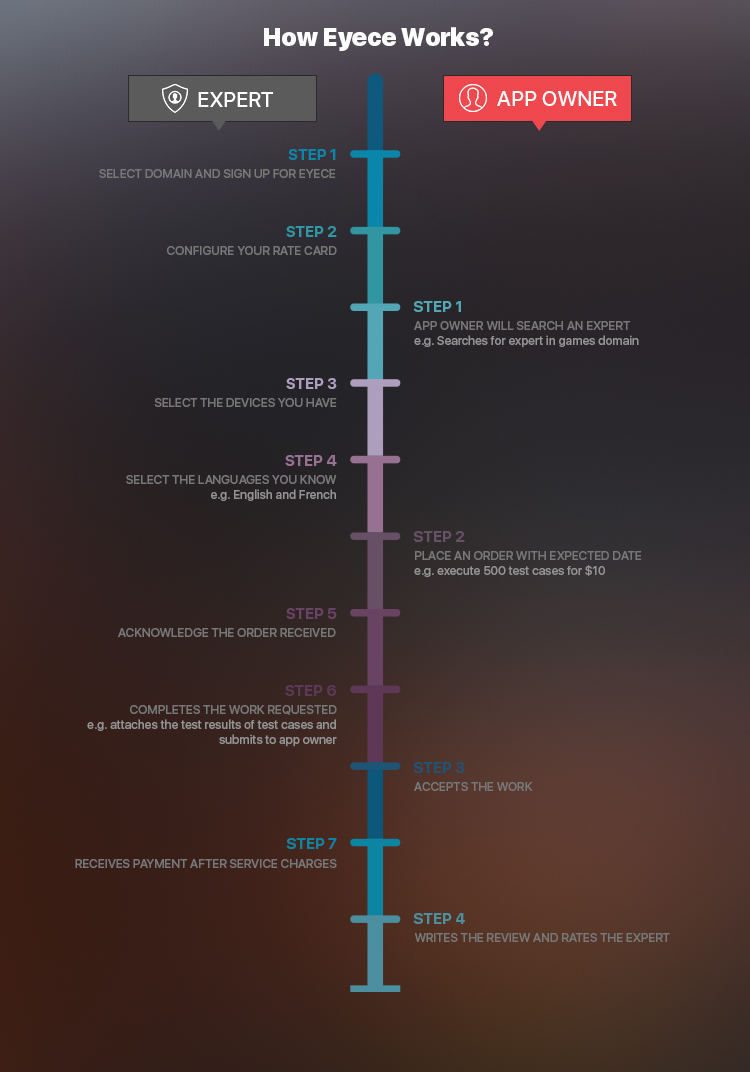 How Eyece Works?
EXPERT
APP OWNER
STEP 1
SELECT DOMAIN AND SIGN UP FOR EYECE
STEP 2
CONFIGURE YOUR RATE CARD
STEP 1
APP OWNER WILL SEARCH AN EXPERT
e.g. Searches for expert in games domain
STEP 3
SELECT THE DEVICES YOU HAVE
STEP 4
SELECT THE LANGUAGES YOU KNOW
e.g. English and French
STEP 2
PLACE AN ORDER WITH EXPECTED DATE
e.g. execute 500 test cases for $10
STEP 5
ACKNOWLEDGE THE ORDER RECEIVED
STEP 6
COMPLETES THE WORK REQUESTED
e.g. attaches the test results of test cases and
submits to app owner
STEP 3
ACCEPTS THE WORK
STEP 7
RECEIVES PAYMENT AFTER SERVICE CHARGES
STEP 4
WRITES THE REVIEW AND RATES THE EXPERT